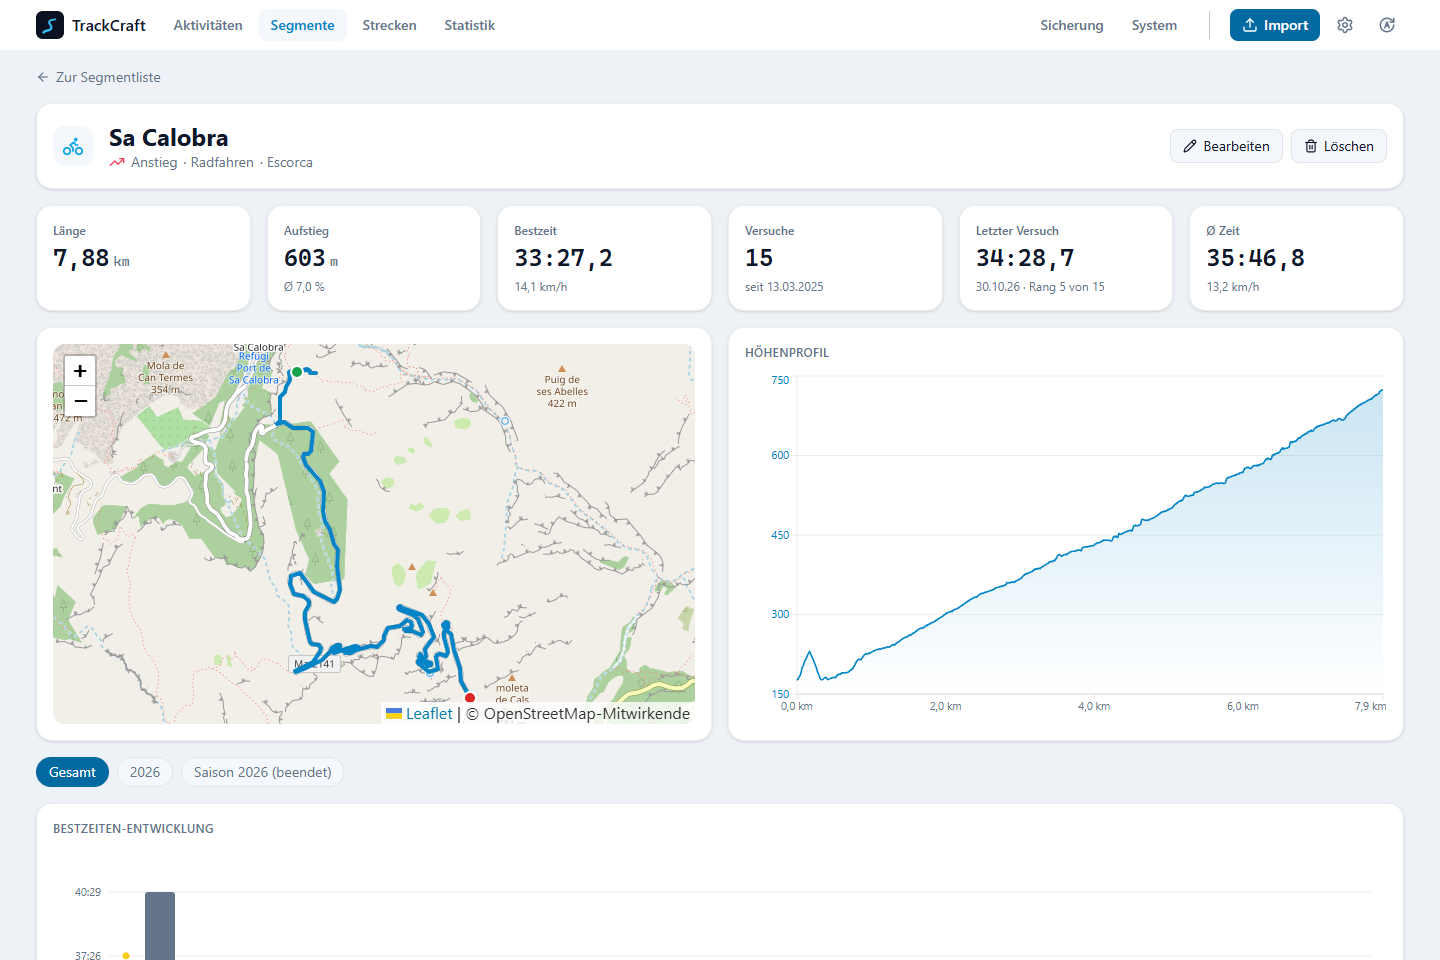 TrackCraft
Aktivitäten
Segmente
Strecken
Statistik
Sicherung
System
Import
Zur Segmentliste
Sa Calobra
Anstieg · Radfahren · Escorca
Bearbeiten
Löschen
Länge
7,88 km
Aufstieg
603 m
Ø 7,0 %
Bestzeit
33:27,2
14,1 km/h
Versuche
15
seit 13.03.2025
Letzter Versuch
34:28,7
30.10.26 · Rang 5 von 15
Ø Zeit
35:46,8
13,2 km/h
+
−
Sa Calobra
Refugi
Port de
Sa Calobra
Mola de
Can Termes
354 m
Puig de
ses Abelles
422 m
moleta
de Cals
Leaflet | © OpenStreetMap-Mitwirkende
HÖHENPROFIL
750
600
450
300
150
0,0 km
2,0 km
4,0 km
6,0 km
7,9 km
Gesamt
2026
Saison 2026 (beendet)
BESTZEITEN-ENTWICKLUNG
40:29
37:26